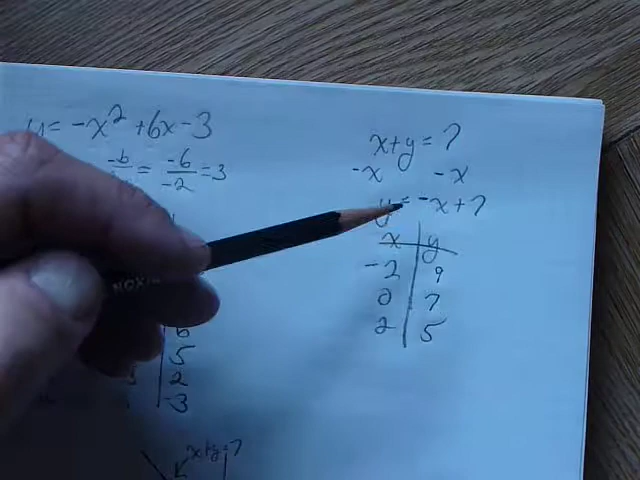 y = -x² + 6x - 3
-b = -6/-2 = 3
6
5
2
-3
x+y = 7
-x -x
y = -x + 7
x y
-2 9
0 7
2 5
x+y=7